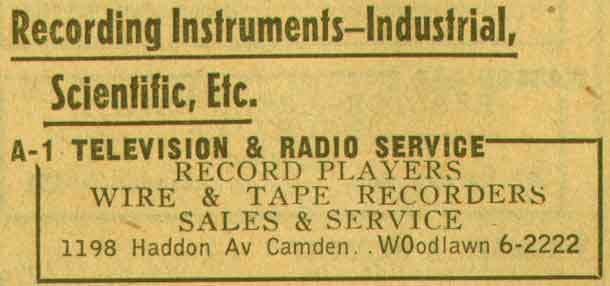 Recording Instruments–Industrial,
Scientific, Etc.
A-1 TELEVISION & RADIO SERVICE
RECORD PLAYERS
WIRE & TAPE RECORDERS
SALES & SERVICE
1198 Haddon Av Camden. . WOodlawn 6-2222